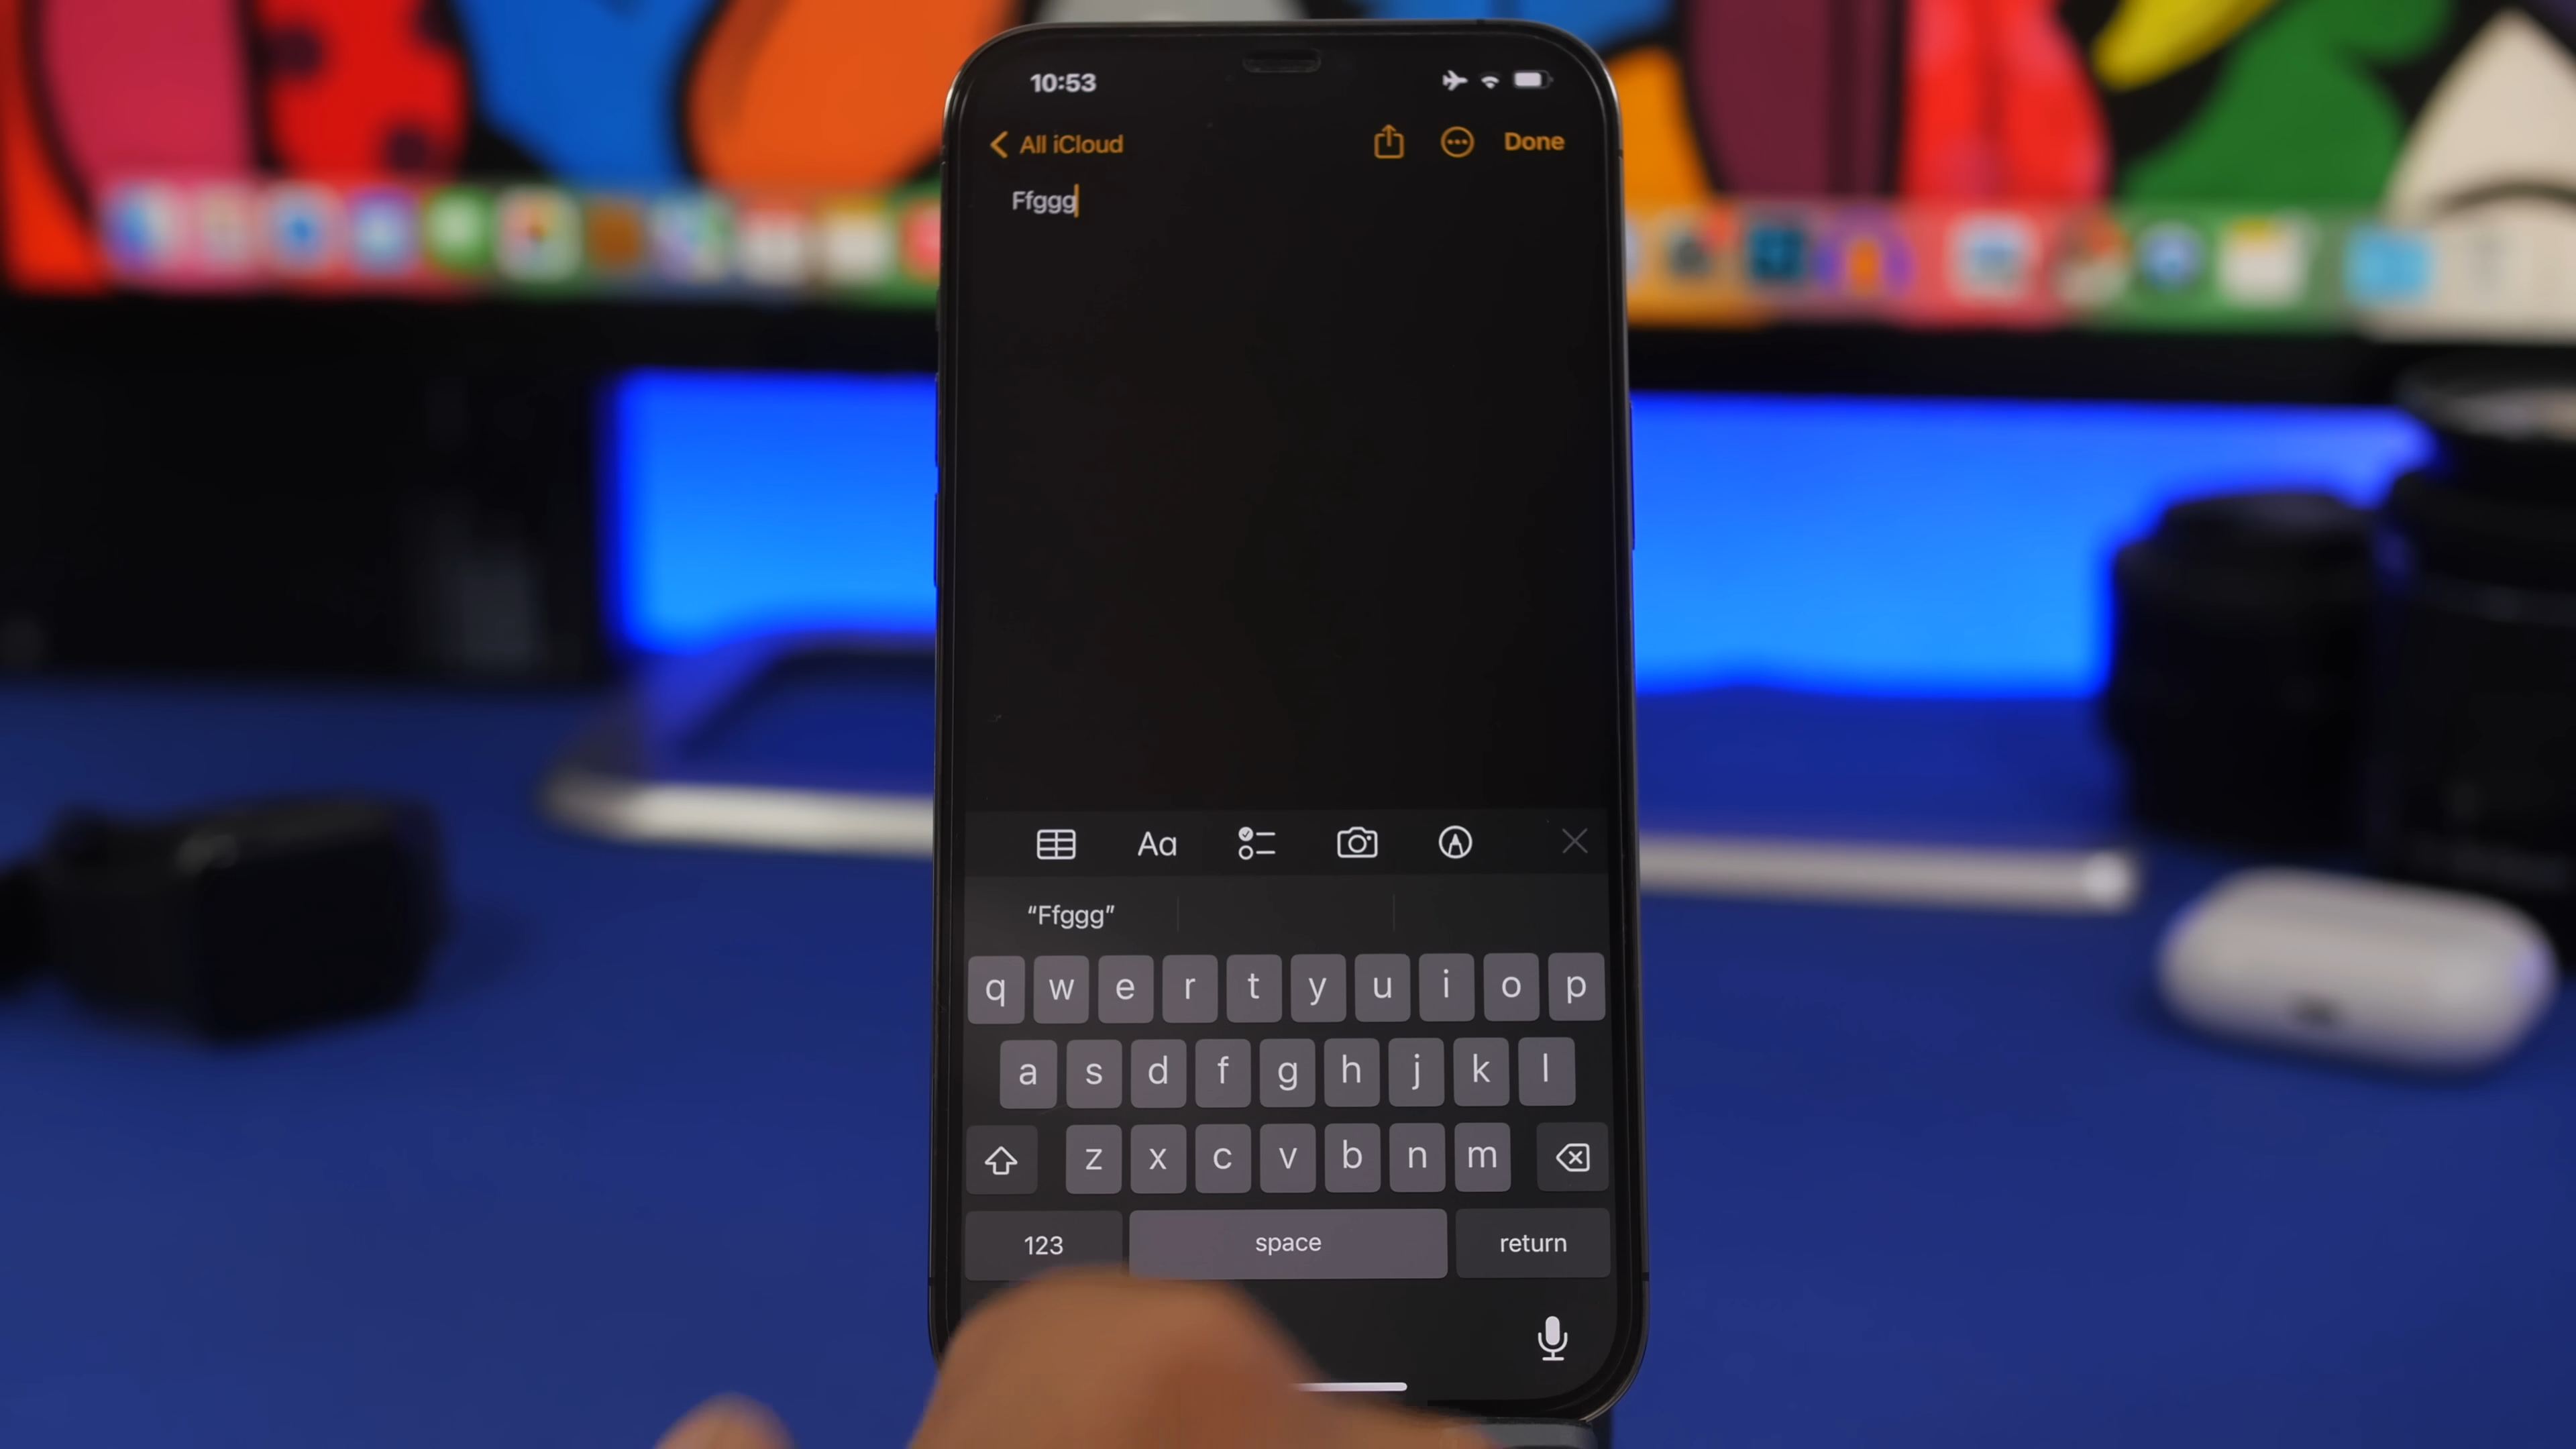 10:53
All iCloud
Done
Ffggg
Aa
“Ffggg”
q w e r t y u i o p
a s d f g h j k l
z x c v b n m
123 space return